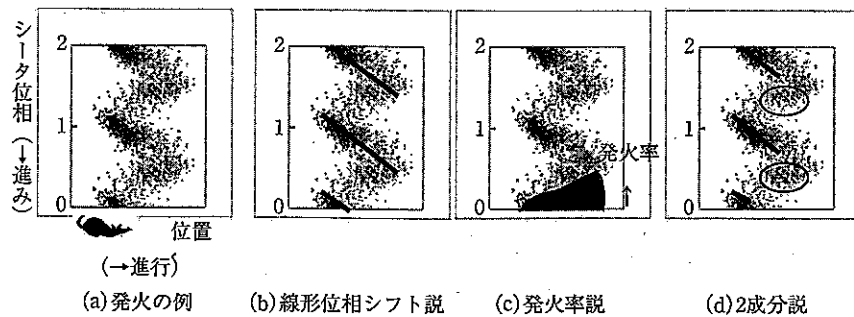 シータ位相（→進み）
2
1
0
位置
（→進行）
(a)発火の例
2
1
0
(b)線形位相シフト説
2
1
0
発火率
↑
(c)発火率説
2
1
0
(d)2成分説